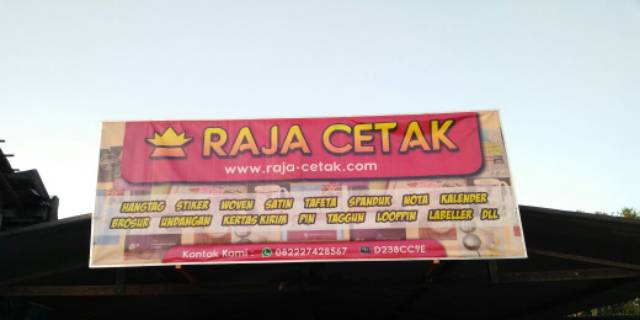 RAJA CETAK
www.raja-cetak.com
HANGTAG STIKER WOVEN SATIN TAFETA SPANDUK NOTA KALENDER
BROSUR UNDANGAN KERTAS KIRIM PIN TAGGUN LOOPPIN LABELLER DLL
Kontak Kami : 082227428567 D238CC9E